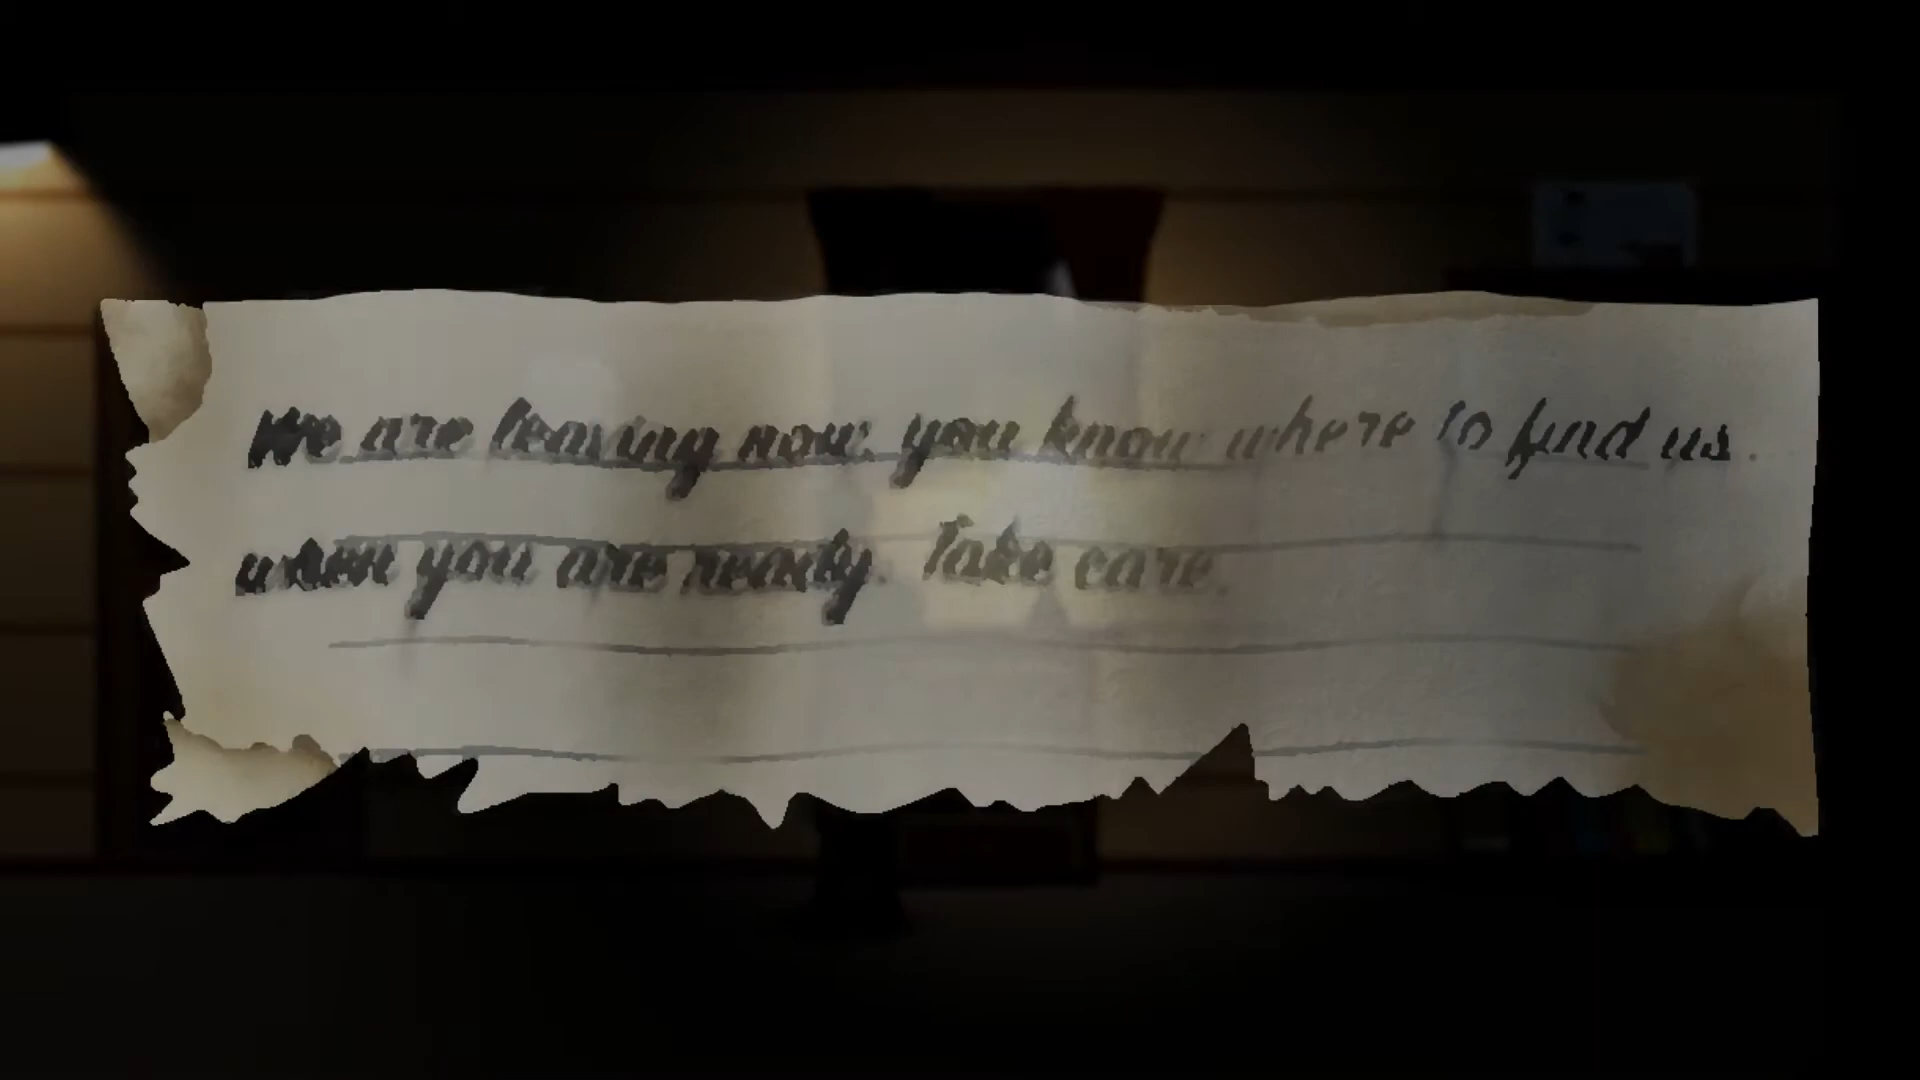 We are leaving now, you know where to find us.
when you are ready. Take care.